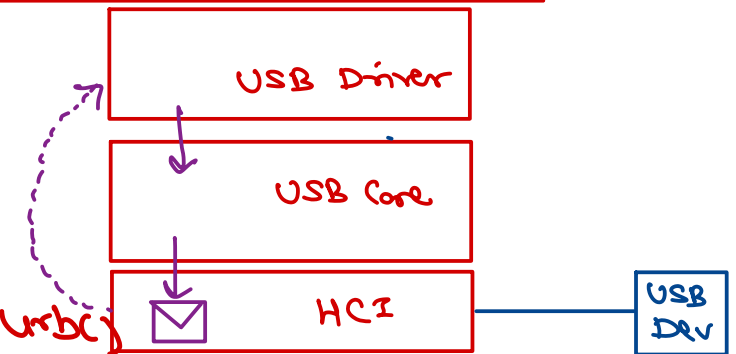 USB Driver
USB Core
HCI
urb()
USB
Dev